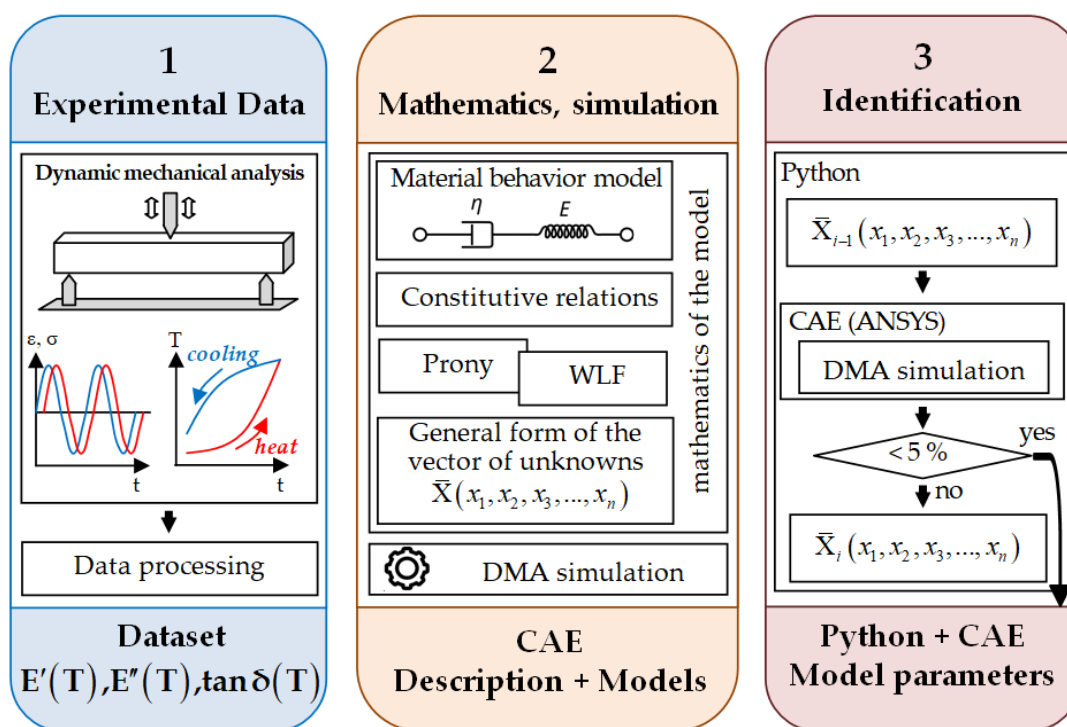 1
Experimental Data
Dynamic mechanical analysis
ε, σ
t
T
cooling
heat
t
Data processing
Dataset
E′(T),E″(T),tanδ(T)
2
Mathematics, simulation
Material behavior model
η
E
Constitutive relations
Prony
WLF
General form of the
vector of unknowns
X̄(x₁, x₂, x₃,..., xₙ)
mathematics of the model
DMA simulation
CAE
Description + Models
3
Identification
Python
X̄ᵢ₋₁(x₁, x₂, x₃,..., xₙ)
CAE (ANSYS)
DMA simulation
< 5 %
yes
no
X̄ᵢ(x₁, x₂, x₃,..., xₙ)
Python + CAE
Model parameters